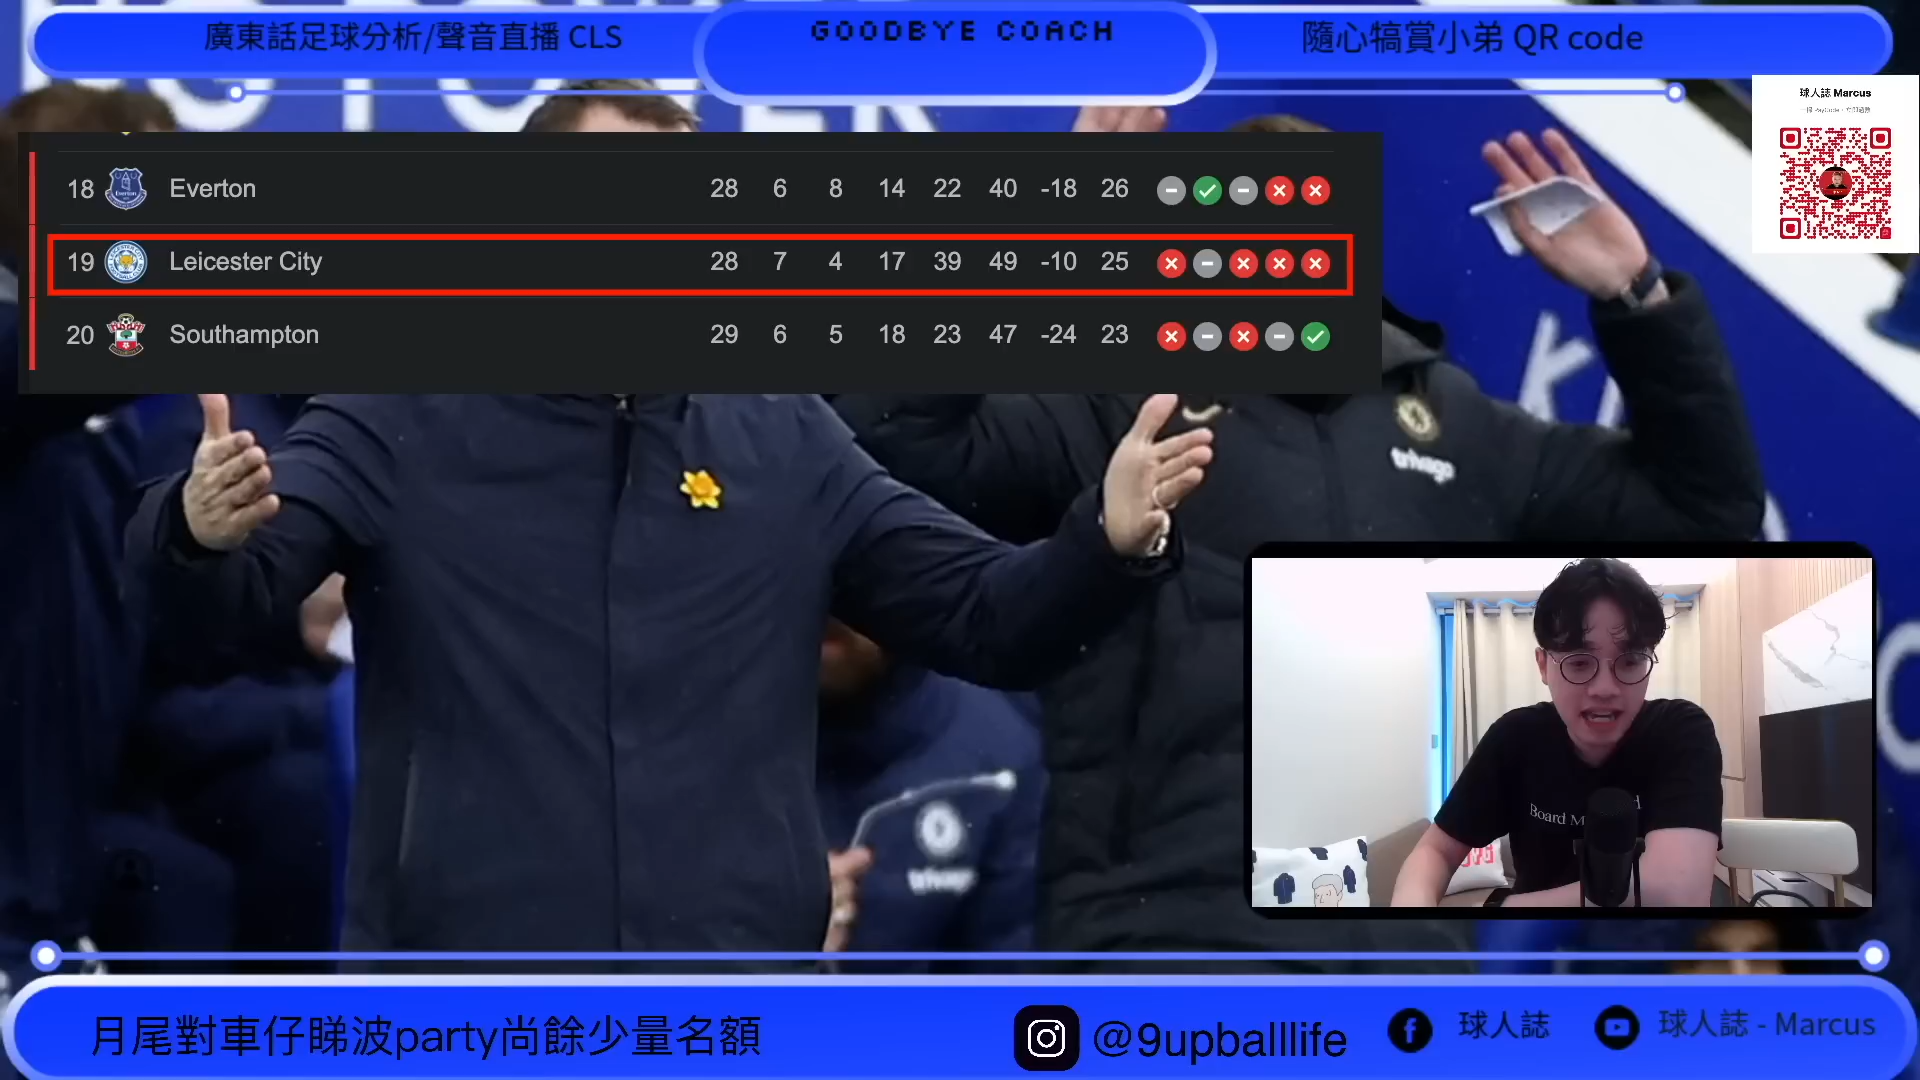 廣東話足球分析/聲音直播 CLS
GOODBYE COACH
隨心犒賞小弟 QR code
球人誌 Marcus
18 Everton 28 6 8 14 22 40 -18 26
19 Leicester City 28 7 4 17 39 49 -10 25
20 Southampton 29 6 5 18 23 47 -24 23
trivago
trivago
Board M
月尾對車仔睇波party尚餘少量名額
@9upballlife
球人誌
球人誌 - Marcus